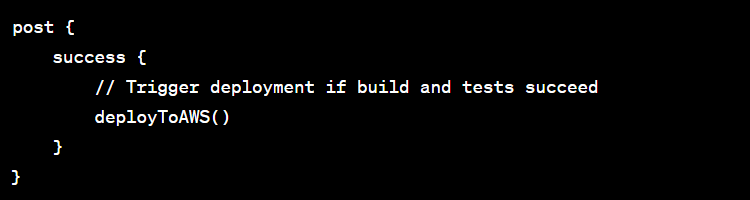 post {
    success {
        // Trigger deployment if build and tests succeed
        deployToAWS()
    }
}